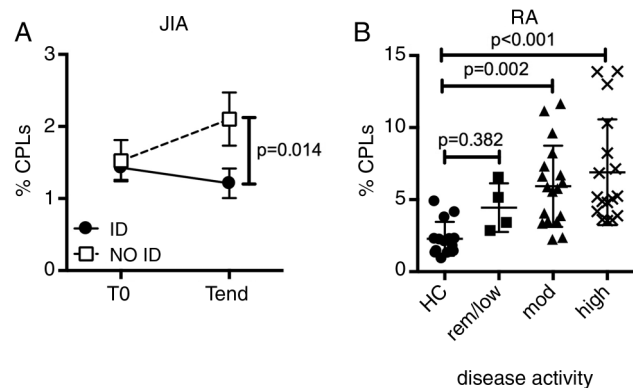 A
JIA
% CPLs
3
2
1
0
p=0.014
ID
NO ID
T0
Tend
B
RA
% CPLs
15
10
5
0
p<0.001
p=0.002
p=0.382
HC
rem/low
mod
high
disease activity